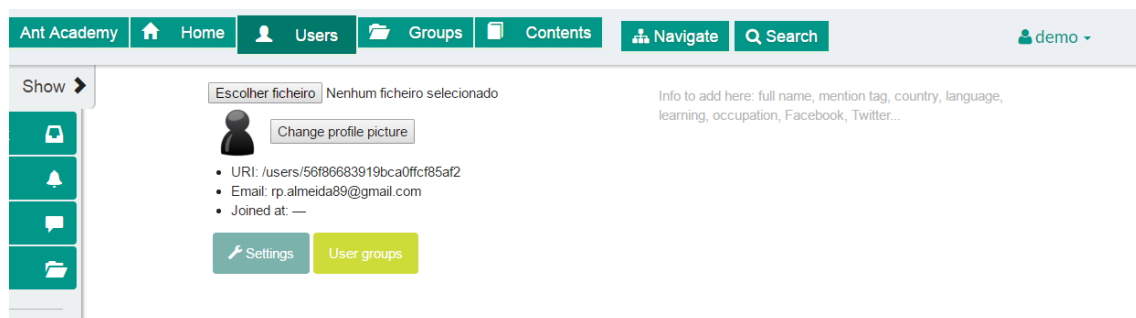 Ant Academy Home Users Groups Contents Navigate Search demo
Show
Escolher ficheiro Nenhum ficheiro selecionado
Change profile picture
• URI: /users/56f86683919bca0ffcf85af2
• Email: rp.almeida89@gmail.com
• Joined at: —
Settings User groups
Info to add here: full name, mention tag, country, language,
learning, occupation, Facebook, Twitter...